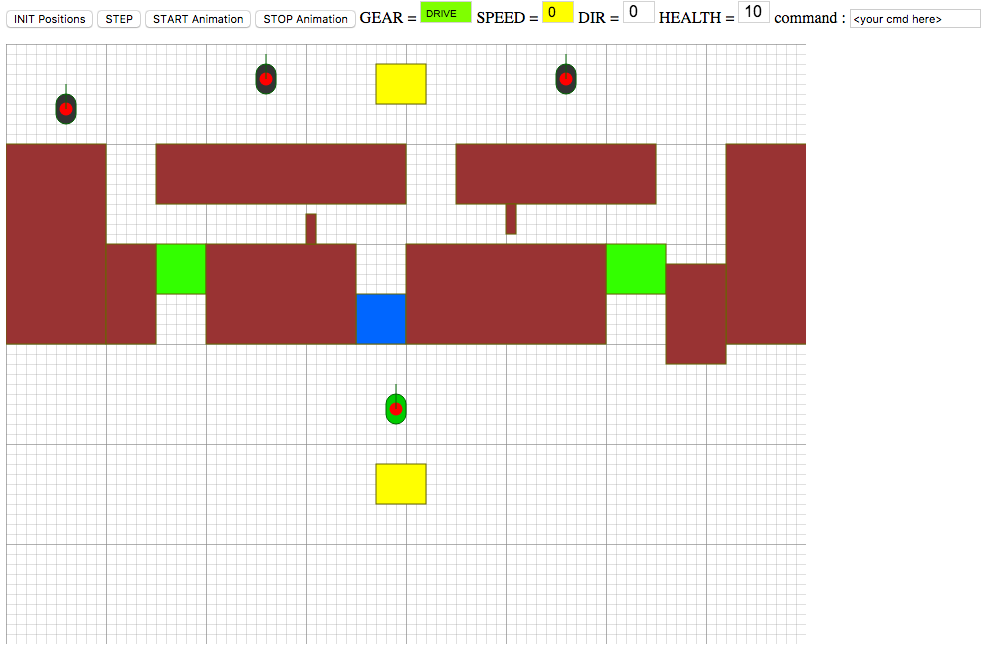 INIT Positions STEP START Animation STOP Animation GEAR = DRIVE SPEED = 0 DIR = 0 HEALTH = 10 command : <your cmd here>